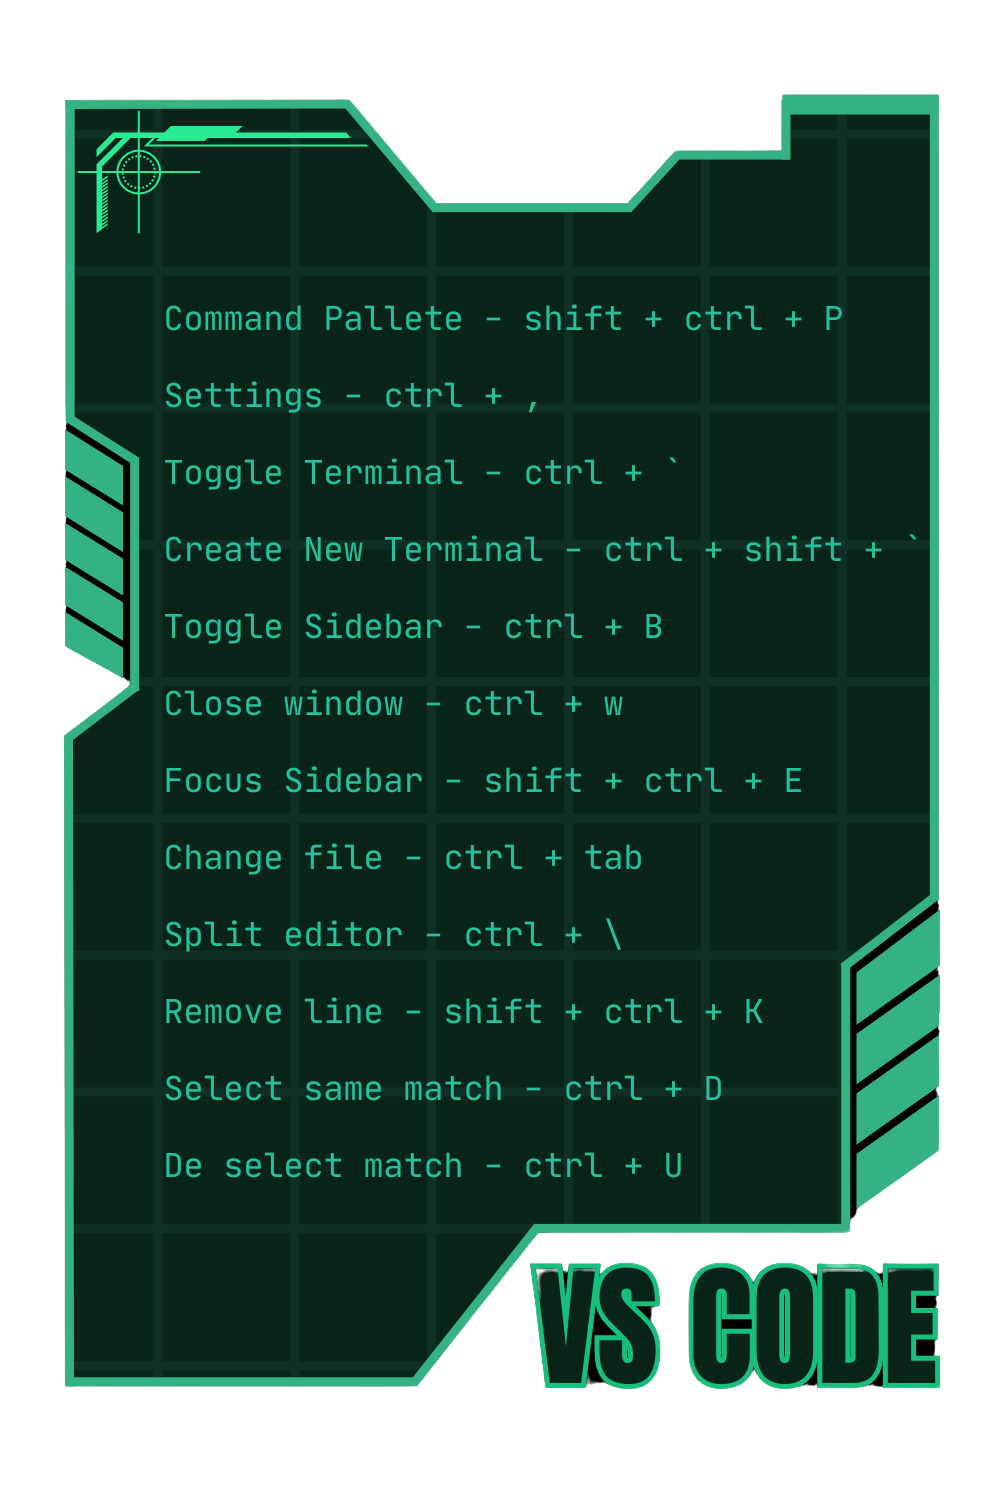 Command Pallete - shift + ctrl + P
Settings - ctrl + ,
Toggle Terminal - ctrl + `
Create New Terminal - ctrl + shift + `
Toggle Sidebar - ctrl + B
Close window - ctrl + w
Focus Sidebar - shift + ctrl + E
Change file - ctrl + tab
Split editor - ctrl + \
Remove line - shift + ctrl + K
Select same match - ctrl + D
De select match - ctrl + U
VS CODE